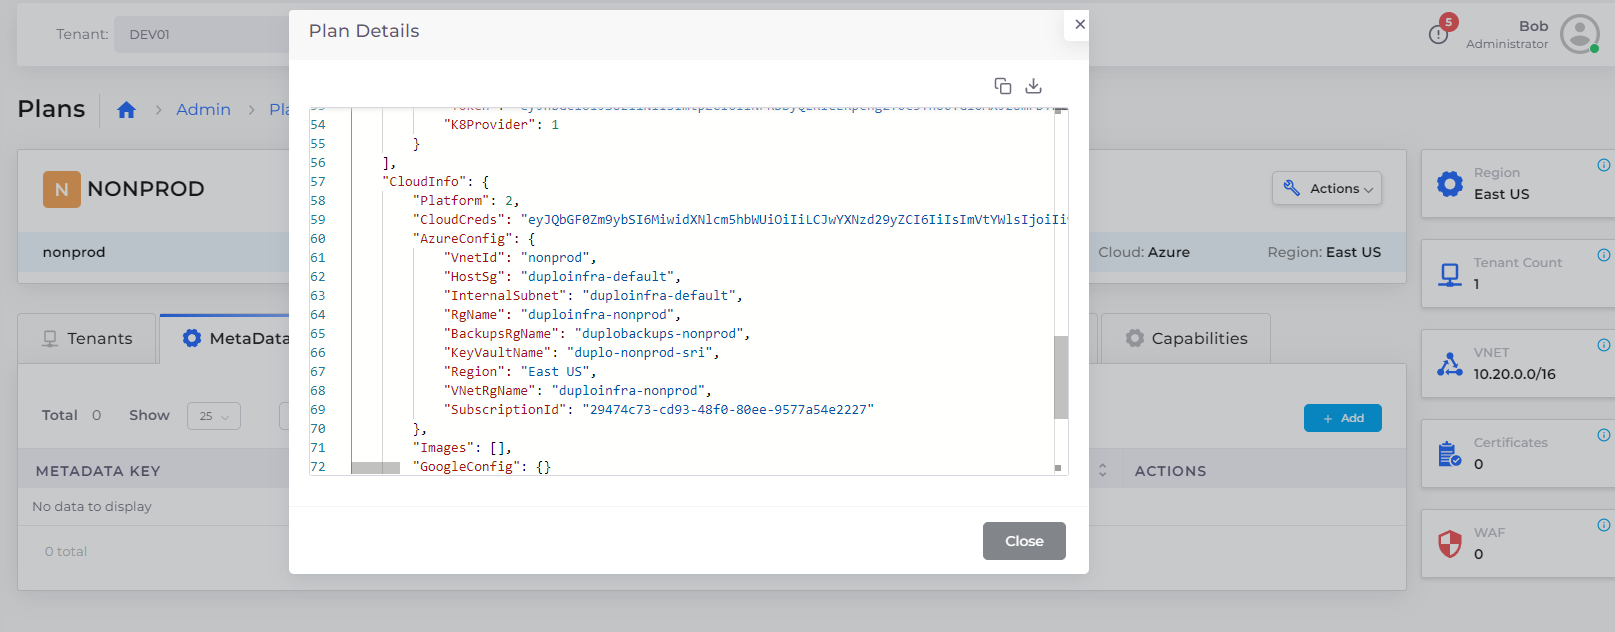 Tenant: DEV01
5
Bob
Administrator
Plans
Admin
Pla
Plan Details
×
N NONPROD
nonprod
Actions
Cloud: Azure
Region: East US
Tenants
MetaData
Capabilities
Total 0 Show 25
+ Add
METADATA KEY
ACTIONS
No data to display
0 total
54 "K8Provider": 1
55 }
56 ],
57 "CloudInfo": {
58 "Platform": 2,
59 "CloudCreds": "eyJQbGF0Zm9ybSI6MiwidXNlcm5hbWUiOiIiLCJwYXNzd29yZCI6IiIsImVtYWlsIjoiIi
60 "AzureConfig": {
61 "VnetId": "nonprod",
62 "HostSg": "duploinfra-default",
63 "InternalSubnet": "duploinfra-default",
64 "RgName": "duploinfra-nonprod",
65 "BackupsRgName": "duplobackups-nonprod",
66 "KeyVaultName": "duplo-nonprod-sri",
67 "Region": "East US",
68 "VNetRgName": "duploinfra-nonprod",
69 "SubscriptionId": "29474c73-cd93-48f0-80ee-9577a54e2227"
70 },
71 "Images": [],
72 "GoogleConfig": {}
Close
Region
East US
Tenant Count
1
VNET
10.20.0.0/16
Certificates
0
WAF
0